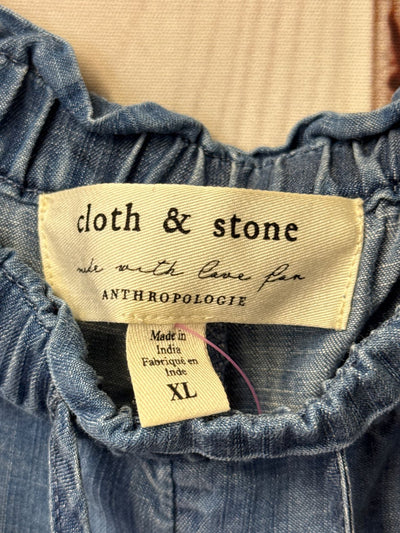 cloth & stone
made with love for
ANTHROPOLOGIE
Made in
India
Fabriqué en
Inde
XL